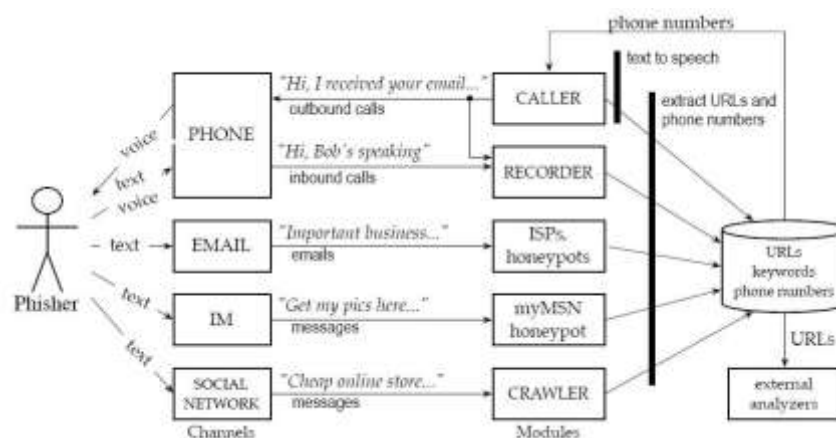 phone numbers
text to speech
"Hi, I received your email..."
outbound calls
CALLER
extract URLs and
phone numbers
PHONE
voice
text
voice
"Hi, Bob's speaking"
inbound calls
RECORDER
Phisher
text
EMAIL
"Important business..."
emails
ISPs,
honeypots
URLs
keywords
phone numbers
text
IM
"Get my pics here..."
messages
myMSN
honeypot
URLs
text
SOCIAL
NETWORK
"Cheap online store..."
messages
CRAWLER
external
analyzers
Channels
Modules